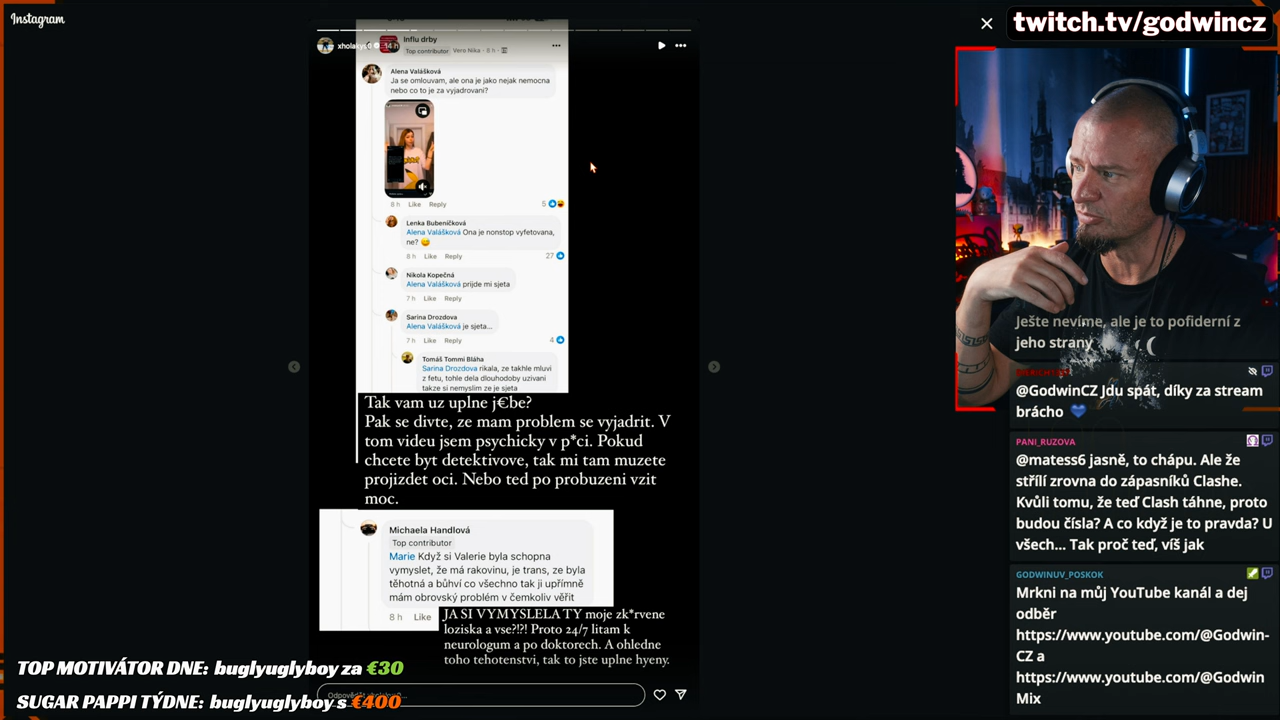 Instagram
twitch.tv/godwincz
14 h
Influ drby
Top contributor Vero Nika · 8 h ·
Alena Valášková
Ja se omlouvam, ale ona je jako nejak nemocna
nebo co to je za vyjadrovani?
8 h Like Reply 5
Lenka Bubeníčková
Alena Valášková Ona je nonstop vyfetovana,
ne?
8 h Like Reply 27
Nikola Kopečná
Alena Valášková prijde mi sjeta
7 h Like Reply
Sarina Drozdova
Alena Valášková je sjeta...
7 h Like Reply 4
Tomáš Tommi Bláha
Sarina Drozdova rikala, ze takhle mluvi
z fetu, tohle dela dlouhodoby uzivani
takze si nemyslim ze je sjeta
Tak vam uz uplne j€be?
Pak se divte, ze mam problem se vyjadrit. V
tom videu jsem psychicky v p*ci. Pokud
chcete byt detektivove, tak mi tam muzete
projizdet oci. Nebo ted po probuzeni vzit
moc.
Michaela Handlová
Top contributor
Marie Když si Valerie byla schopna
vymyslet, že má rakovinu, je trans, ze byla
těhotná a bůhví co všechno tak ji upřímně
mám obrovský problém v čemkoliv věřit
8 h Like
JA SI VYMYSLELA TY moje zk*rvene
loziska a vse?!?! Proto 24/7 litam k
neurologum a po doktorech. A ohledne
toho tehotenstvi, tak to jste uplne hyeny.
TOP MOTIVÁTOR DNE: buglyuglyboy za €30
SUGAR PAPPI TÝDNE: buglyuglyboy s €400
Ješte nevíme, ale je to pofiderní z
jeho strany
@GodwinCZ Jdu spát, díky za stream
brácho
PANI_RUZOVA
@matess6 jasně, to chápu. Ale že
střílí zrovna do zápasníků Clashe.
Kvůli tomu, že teď Clash táhne, proto
budou čísla? A co když je to pravda? U
všech... Tak proč teď, víš jak
GODWINUV_POSKOK
Mrkni na můj YouTube kanál a dej
odběr
https://www.youtube.com/@Godwin-
CZ a
https://www.youtube.com/@Godwin
Mix